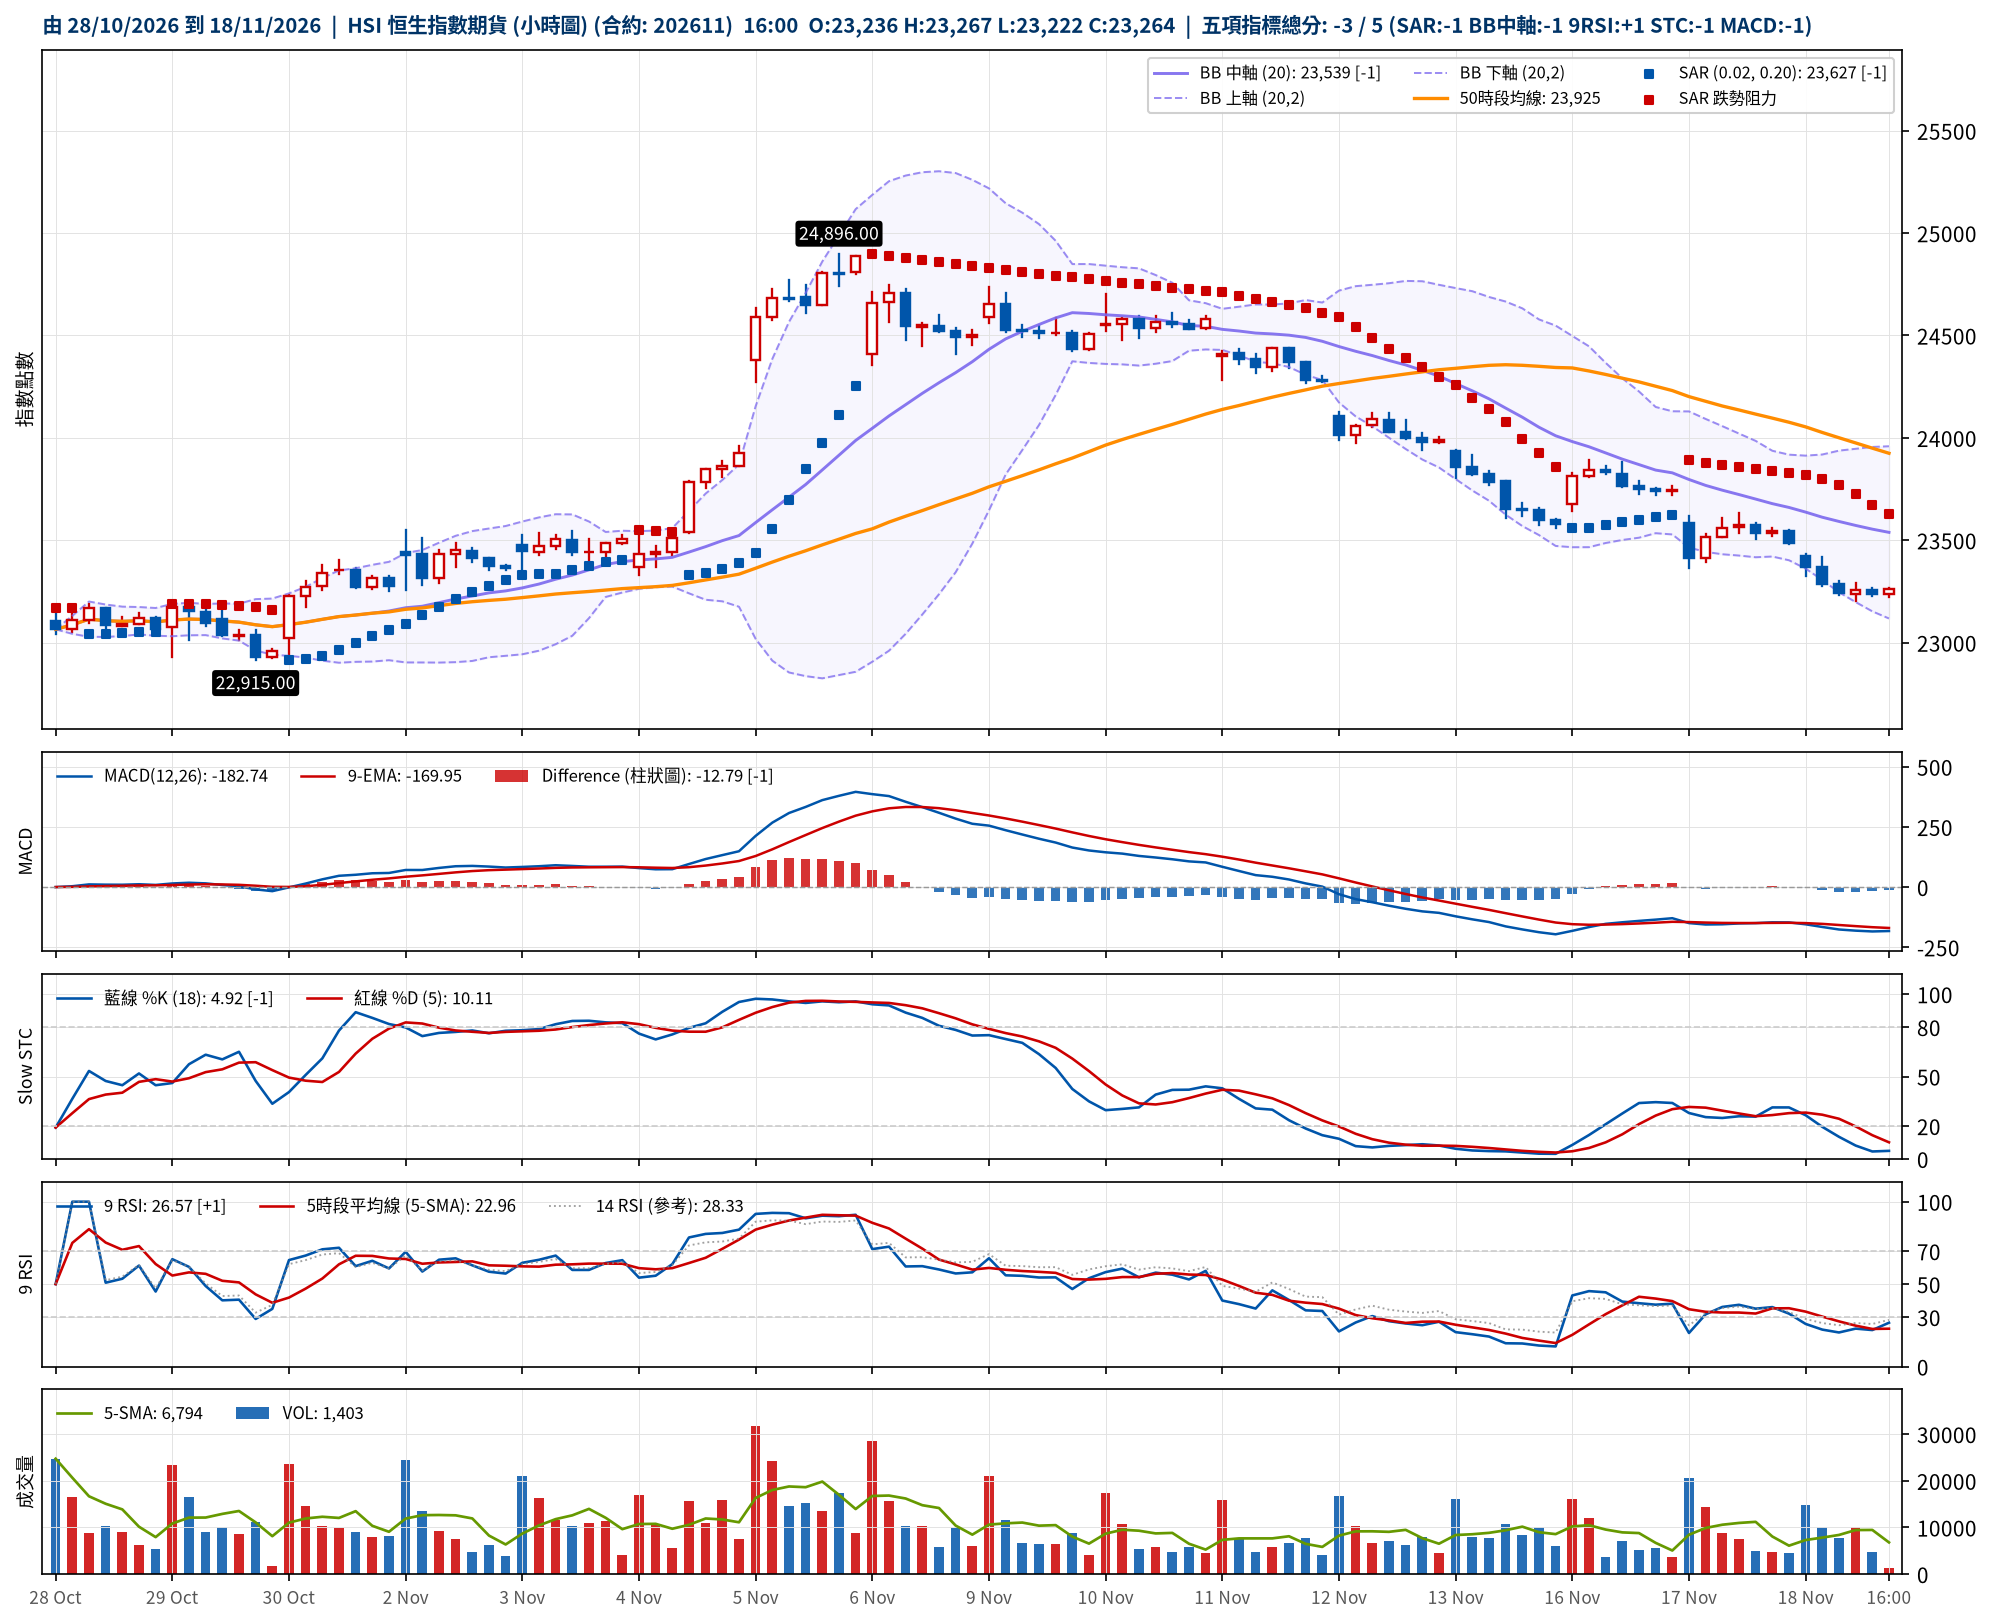 由 28/10/2026 到 18/11/2026 | HSI 恒生指數期貨 (小時圖) (合約: 202611) 16:00 O:23,236 H:23,267 L:23,222 C:23,264 | 五項指標總分: -3 / 5 (SAR:-1 BB中軸:-1 9RSI:+1 STC:-1 MACD:-1)
BB 中軸 (20): 23,539 [-1]
BB 下軸 (20,2)
SAR (0.02, 0.20): 23,627 [-1]
BB 上軸 (20,2)
50時段均線: 23,925
SAR 跌勢阻力
25500
25000
24500
24000
23500
23000
指數點數
24,896.00
22,915.00
MACD(12,26): -182.74
9-EMA: -169.95
Difference (柱狀圖): -12.79 [-1]
500
250
0
-250
MACD
藍線 %K (18): 4.92 [-1]
紅線 %D (5): 10.11
100
80
50
20
0
Slow STC
9 RSI: 26.57 [+1]
5時段平均線 (5-SMA): 22.96
14 RSI (參考): 28.33
100
70
50
30
0
9 RSI
5-SMA: 6,794
VOL: 1,403
30000
20000
10000
0
成交量
28 Oct
29 Oct
30 Oct
2 Nov
3 Nov
4 Nov
5 Nov
6 Nov
9 Nov
10 Nov
11 Nov
12 Nov
13 Nov
16 Nov
17 Nov
18 Nov
16:00